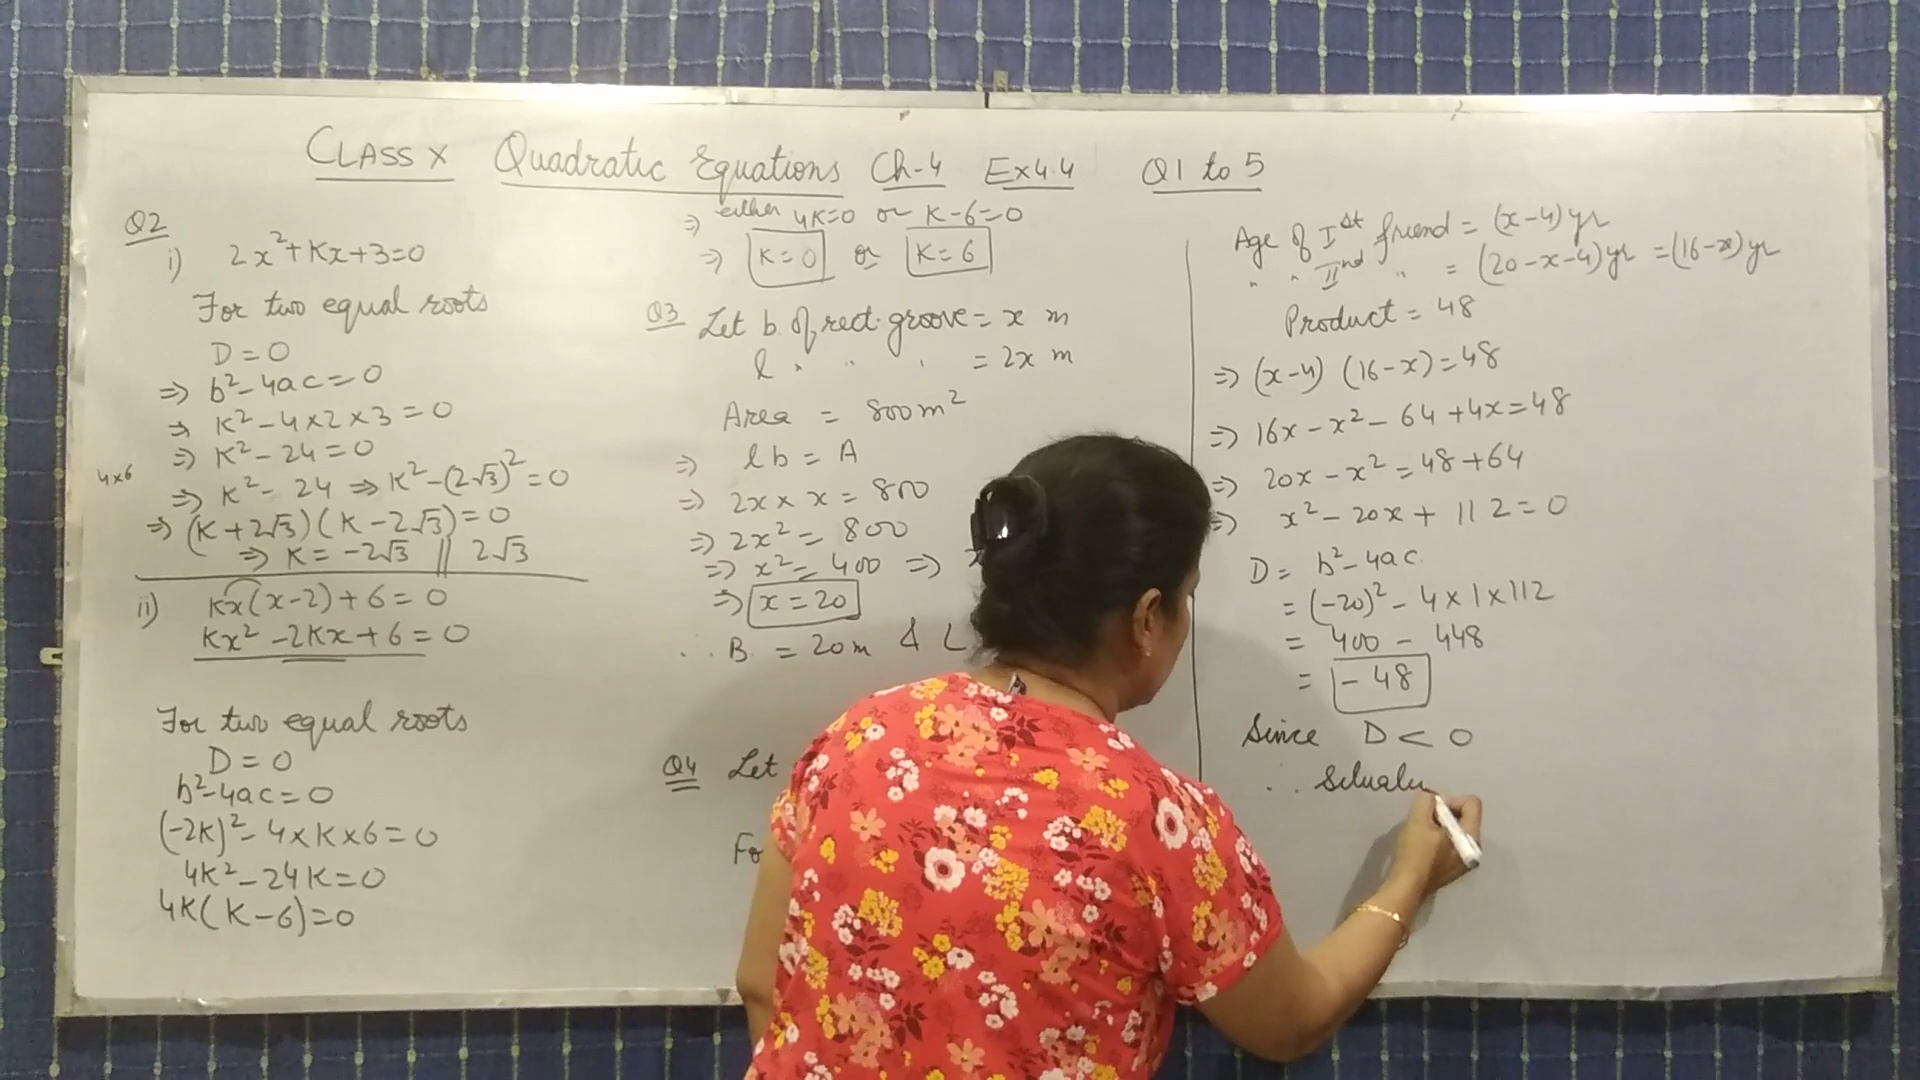 CLASS X Quadratic Equations Ch-4 Ex 4.4 Q1 to 5
Q2
i) 2x²+Kx+3=0
For two equal roots
D = 0
⇒ b²-4ac=0
⇒ K²-4×2×3=0
⇒ K²-24=0
4×6
⇒ K²-24 ⇒ K²-(2√3)²=0
⇒ (K+2√3)(K-2√3)=0
⇒ K=-2√3 || 2√3
ii) Kx(x-2)+6=0
Kx²-2Kx+6=0
For two equal roots
D=0
b²-4ac=0
(-2K)²-4×K×6=0
4K²-24K=0
4K(K-6)=0
⇒ either 4K=0 or K-6=0
⇒ K=0 or K=6
Q3 Let b. of rect. groove = x m
l " " " = 2x m
Area = 800m²
⇒ lb = A
⇒ 2x × x = 800
⇒ 2x² = 800
⇒ x² = 400 ⇒
⇒ x=20
∴ B = 20m & L
Q4 Let
Fo
Age of Ist friend = (x-4) yr
" " IInd " = (20-x-4) yr = (16-x) yr
Product = 48
⇒ (x-4) (16-x)=48
⇒ 16x-x²-64+4x=48
⇒ 20x-x²=48+64
⇒ x²-20x+112=0
D = b²-4ac.
= (-20)²-4×1×112
= 400-448
= -48
Since D < 0
∴